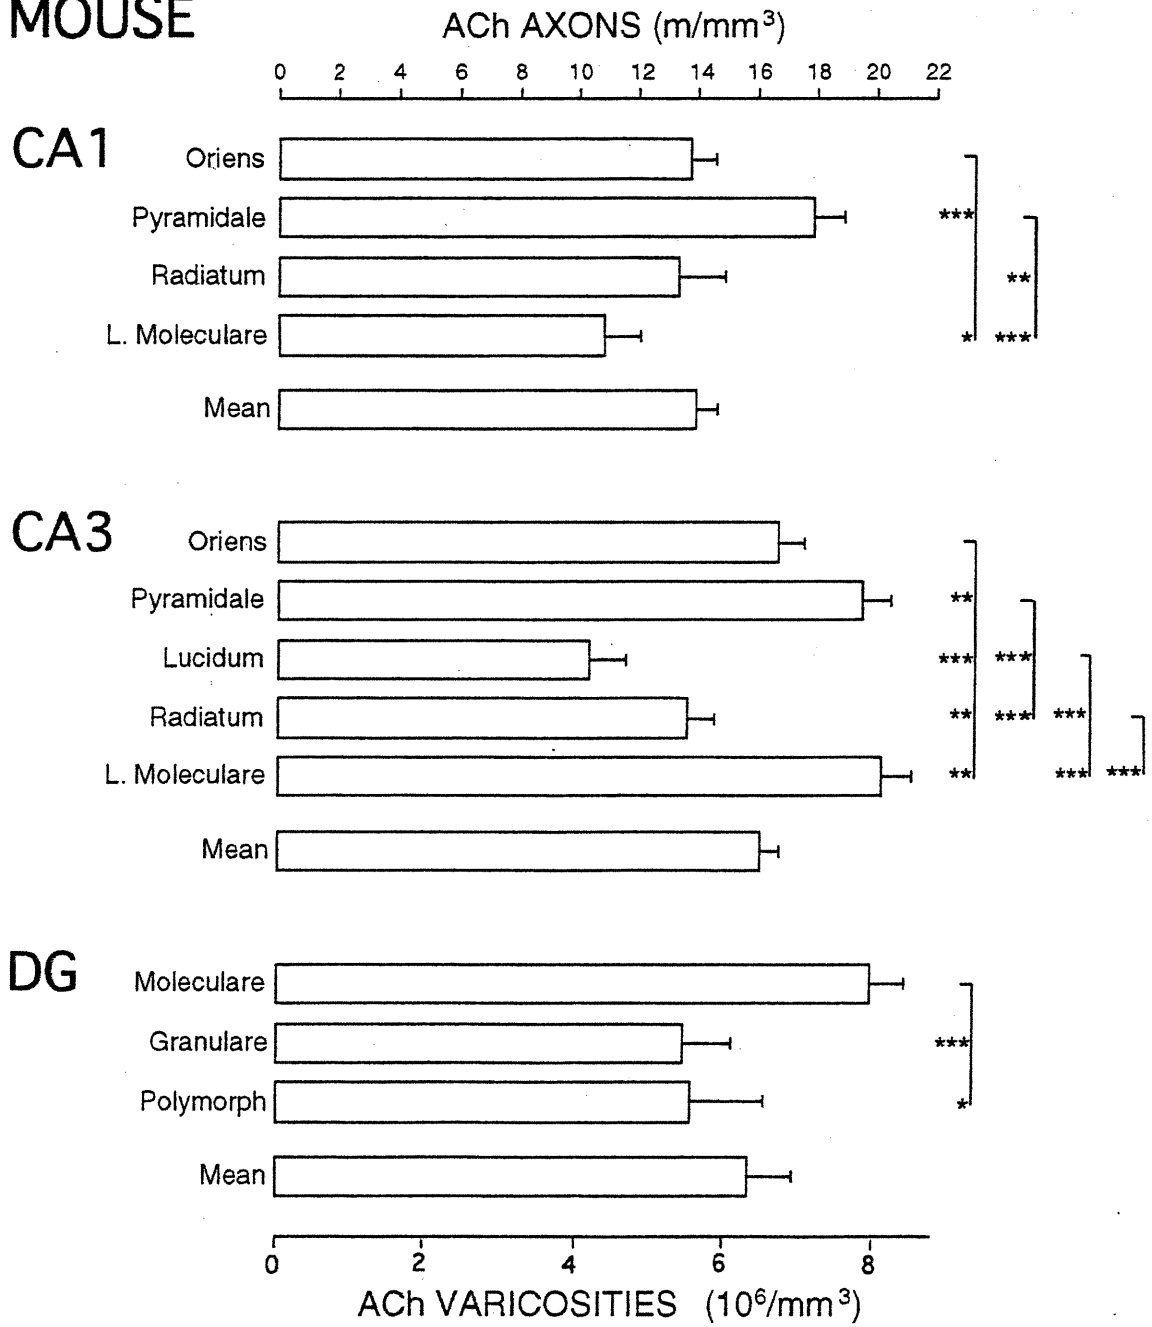 MOUSE
ACh AXONS (m/mm³)
0 2 4 6 8 10 12 14 16 18 20 22
CA1
Oriens
Pyramidale ***
Radiatum **
L. Moleculare * ***
Mean
CA3
Oriens
Pyramidale **
Lucidum *** ***
Radiatum ** *** ***
L. Moleculare ** *** ***
Mean
DG
Moleculare
Granulare ***
Polymorph *
Mean
0 2 4 6 8
ACh VARICOSITIES (10⁶/mm³)